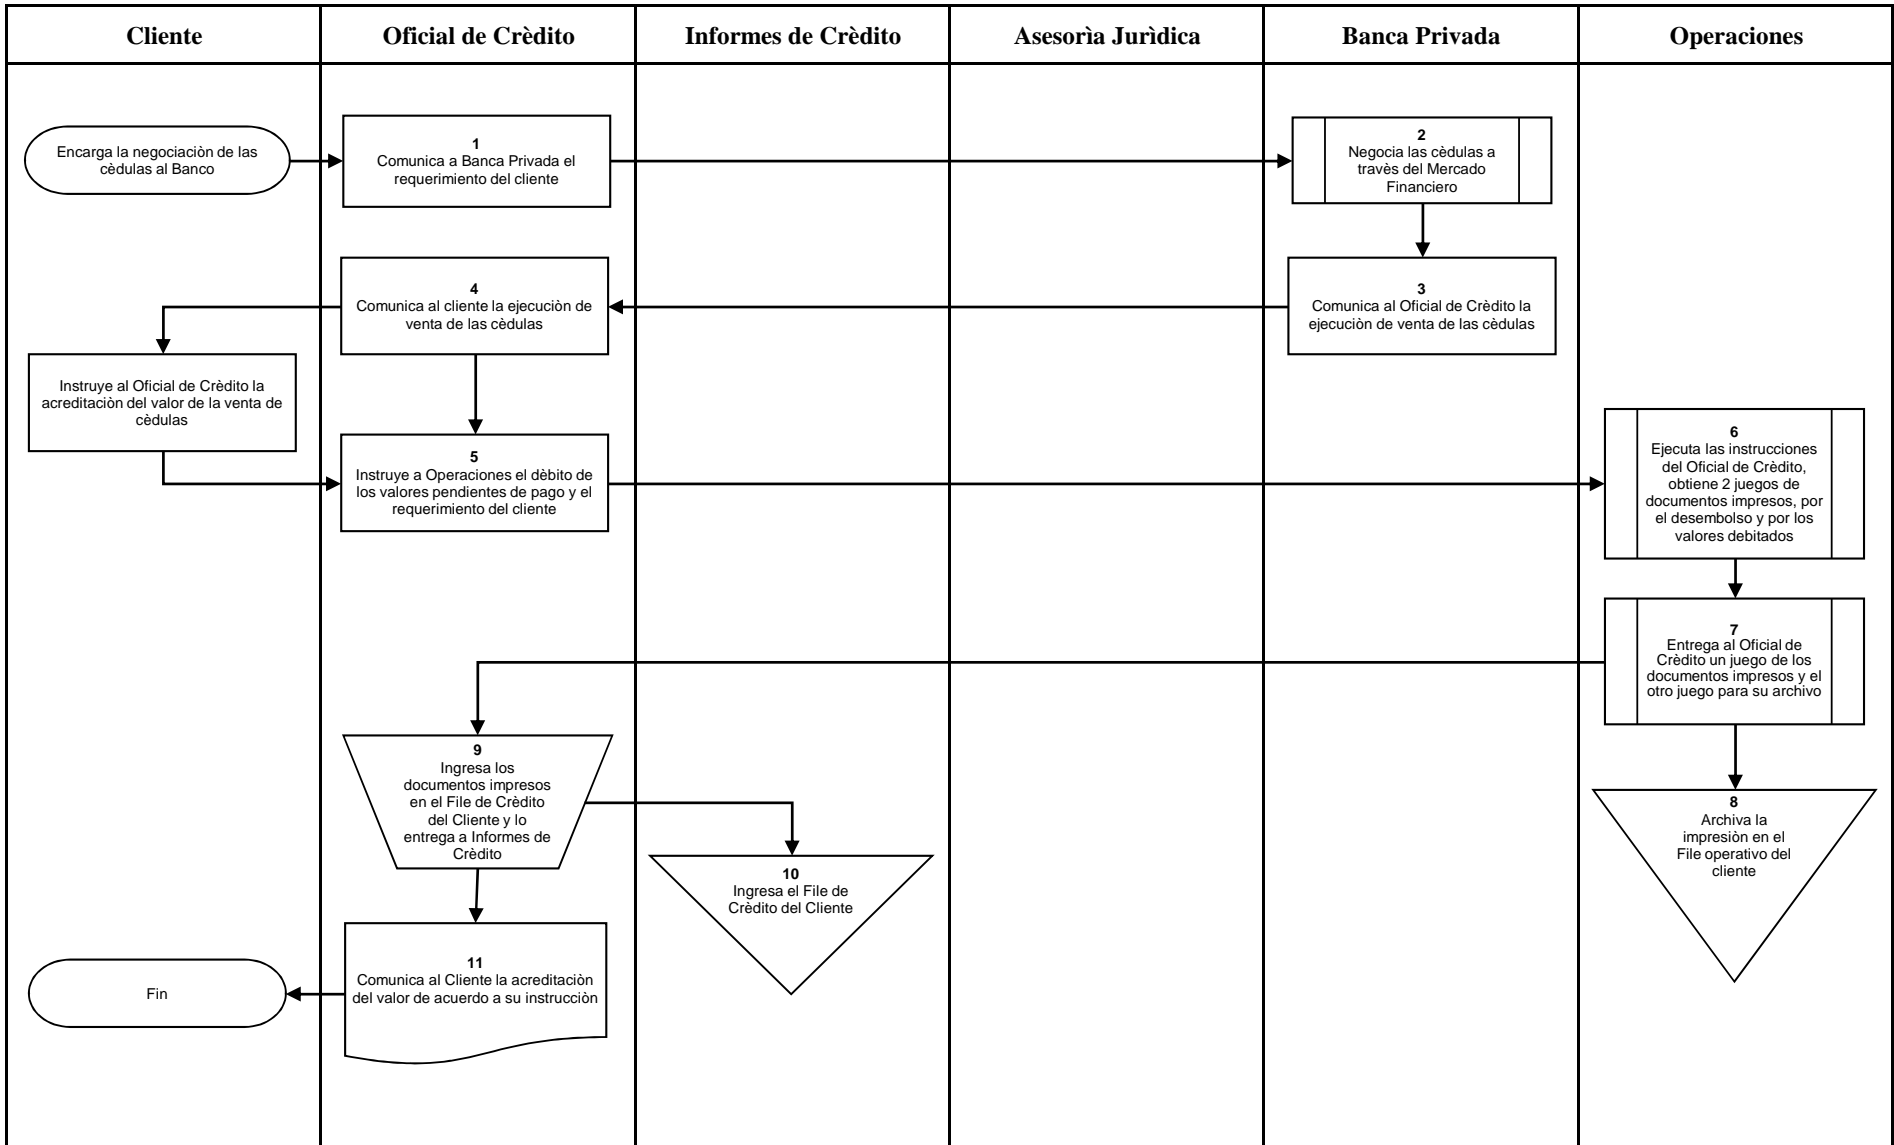 Cliente
Oficial de Crèdito
Informes de Crèdito
Asesorìa Jurìdica
Banca Privada
Operaciones
Encarga la negociaciòn de las
cèdulas al Banco
1
Comunica a Banca Privada el
requerimiento del cliente
2
Negocia las cèdulas a
travès del Mercado
Financiero
3
Comunica al Oficial de Crèdito la
ejecuciòn de venta de las cèdulas
4
Comunica al cliente la ejecuciòn de
venta de las cèdulas
Instruye al Oficial de Crèdito la
acreditaciòn del valor de la venta de
cèdulas
5
Instruye a Operaciones el dèbito de
los valores pendientes de pago y el
requerimiento del cliente
6
Ejecuta las instrucciones
del Oficial de Crèdito,
obtiene 2 juegos de
documentos impresos, por
el desembolso y por los
valores debitados
7
Entrega al Oficial de
Crèdito un juego de los
documentos impresos y el
otro juego para su archivo
8
Archiva la
impresiòn en el
File operativo del
cliente
9
Ingresa los
documentos impresos
en el File de Crèdito
del Cliente y lo
entrega a Informes de
Crèdito
10
Ingresa el File de
Crèdito del Cliente
11
Comunica al Cliente la acreditaciòn
del valor de acuerdo a su instrucciòn
Fin